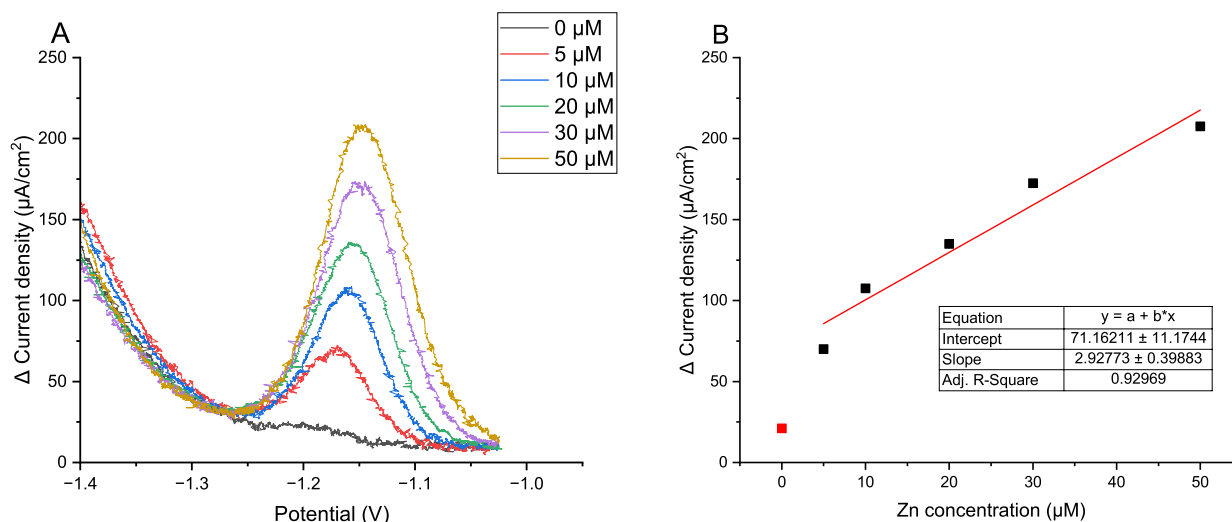 A
0 µM
5 µM
10 µM
20 µM
30 µM
50 µM
250
200
150
100
50
0
Δ Current density (µA/cm²)
−1.4
−1.3
−1.2
−1.1
−1.0
Potential (V)
B
250
200
150
100
50
0
Δ Current density (µA/cm²)
Equation y = a + b*x
Intercept 71.16211 ± 11.1744
Slope 2.92773 ± 0.39883
Adj. R-Square 0.92969
0
10
20
30
40
50
Zn concentration (µM)